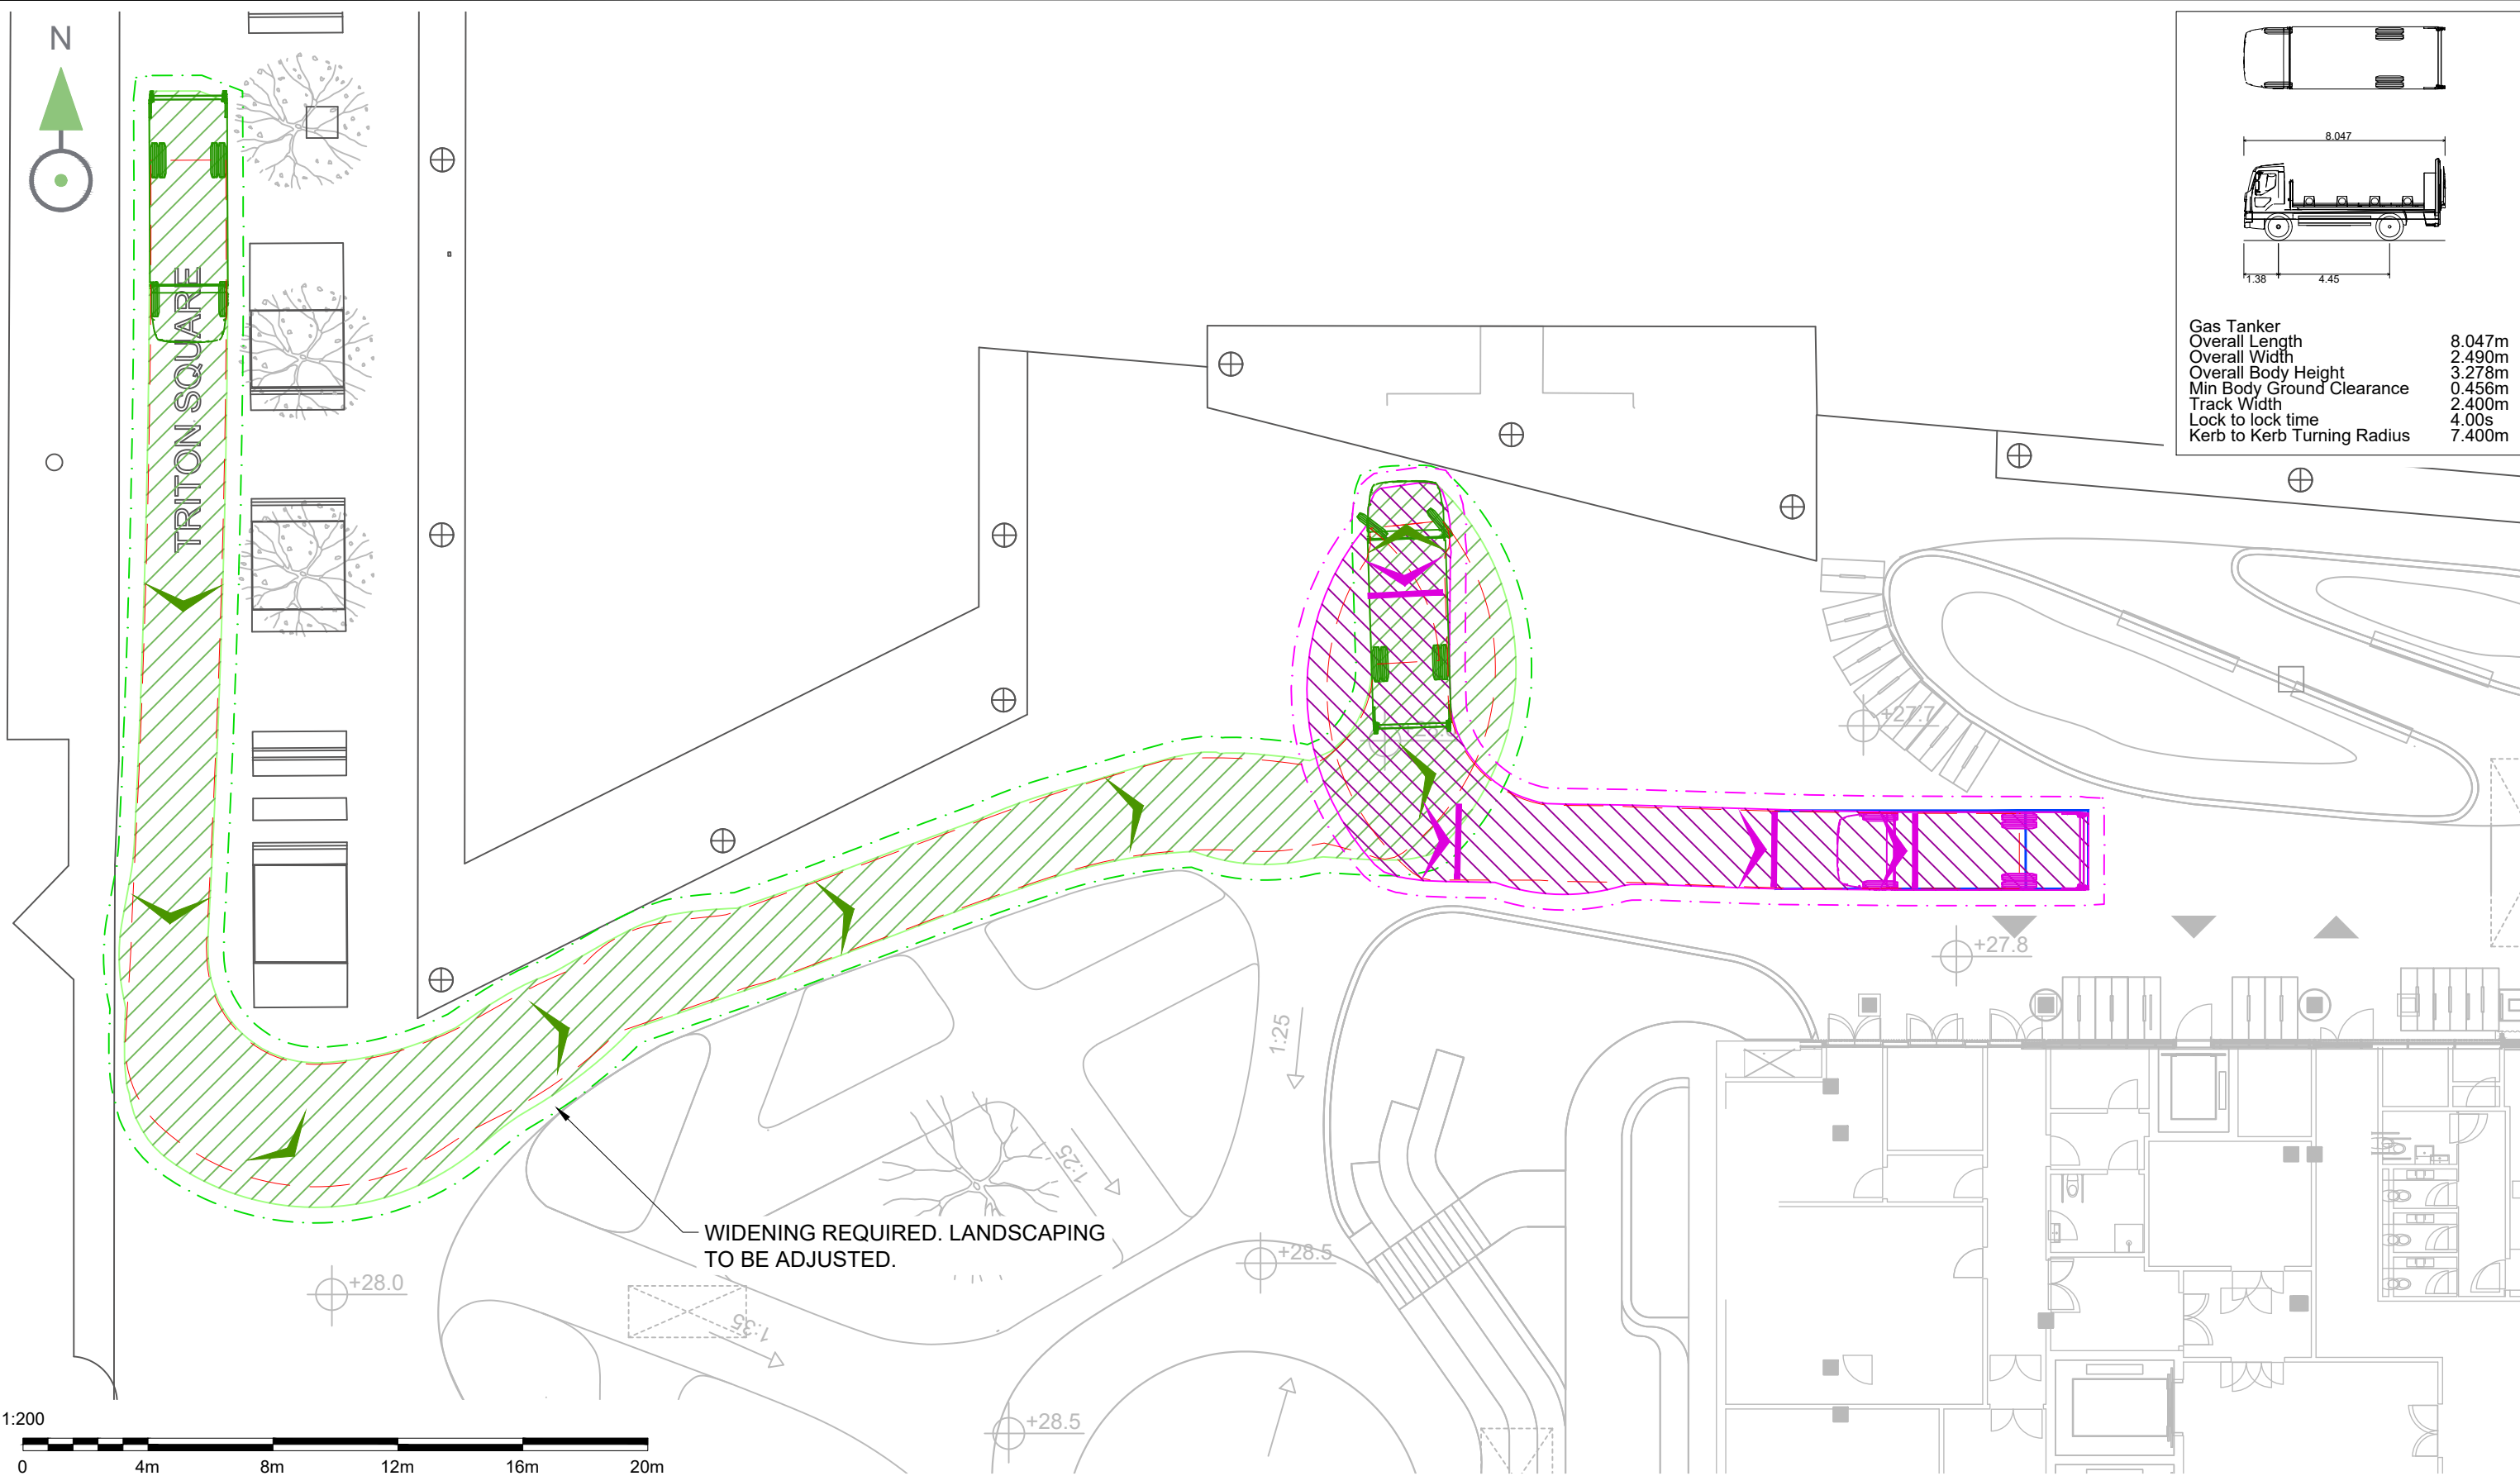 N
8.047
1.38
4.45
Gas Tanker
Overall Length 8.047m
Overall Width 2.490m
Overall Body Height 3.278m
Min Body Ground Clearance 0.456m
Track Width 2.400m
Lock to lock time 4.00s
Kerb to Kerb Turning Radius 7.400m
TRITON SQUARE
+27.7
+27.8
1:25
1:25
WIDENING REQUIRED. LANDSCAPING
TO BE ADJUSTED.
+28.5
+28.0
1:35
+28.5
1:200
0 4m 8m 12m 16m 20m